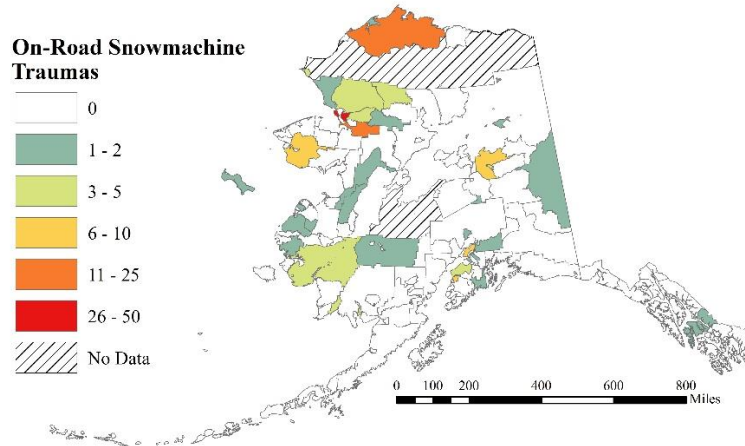 On-Road Snowmachine
Traumas
0
1 - 2
3 - 5
6 - 10
11 - 25
26 - 50
No Data
0 100 200 400 600 800
Miles